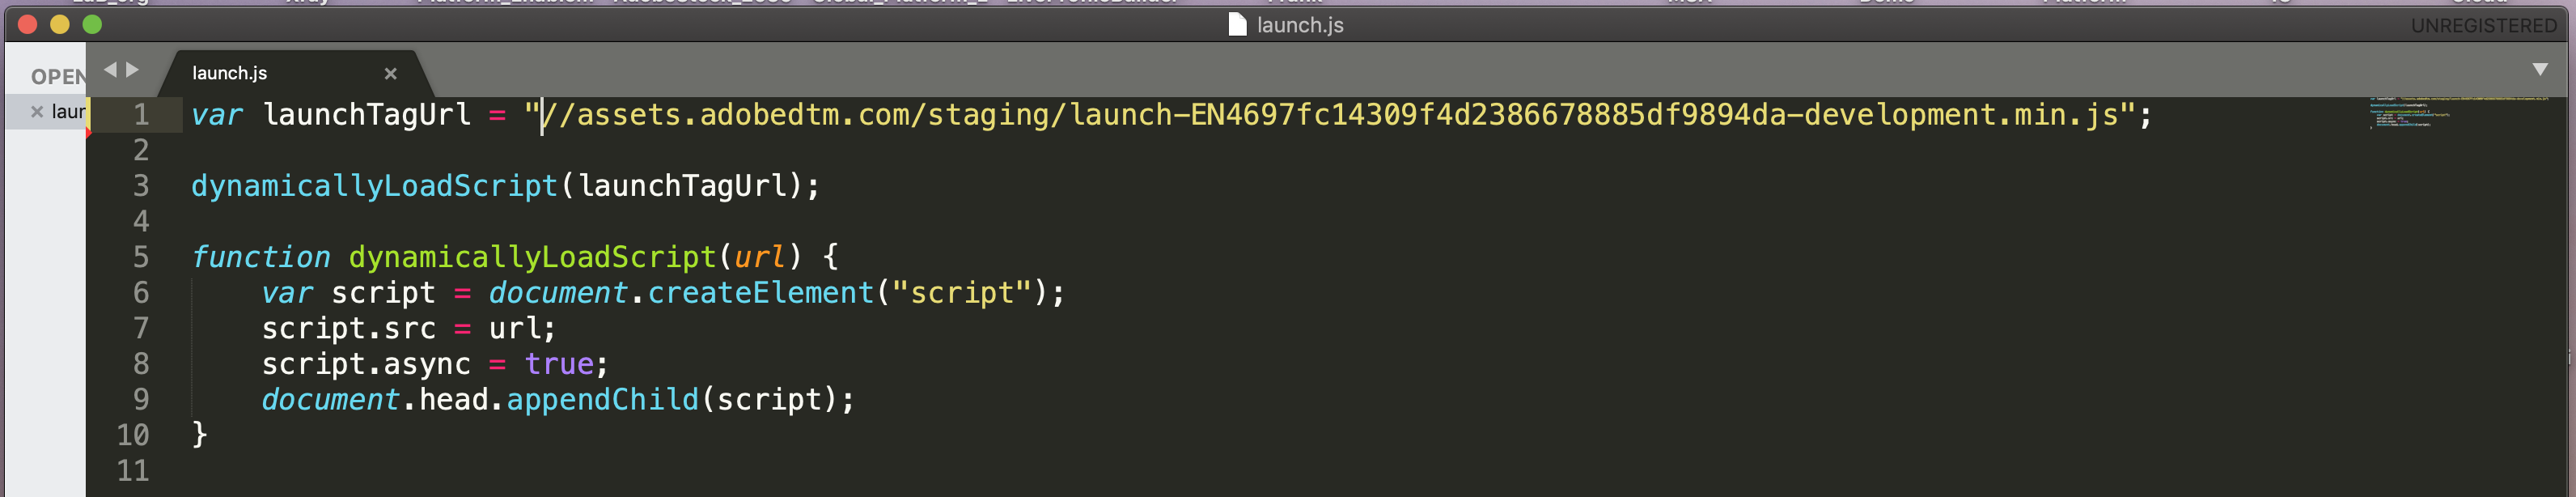 launch.js
UNREGISTERED
OPEN
laun
launch.js
1 var launchTagUrl = "//assets.adobedtm.com/staging/launch-EN4697fc14309f4d2386678885df9894da-development.min.js";
2
3 dynamicallyLoadScript(launchTagUrl);
4
5 function dynamicallyLoadScript(url) {
6 var script = document.createElement("script");
7 script.src = url;
8 script.async = true;
9 document.head.appendChild(script);
10 }
11